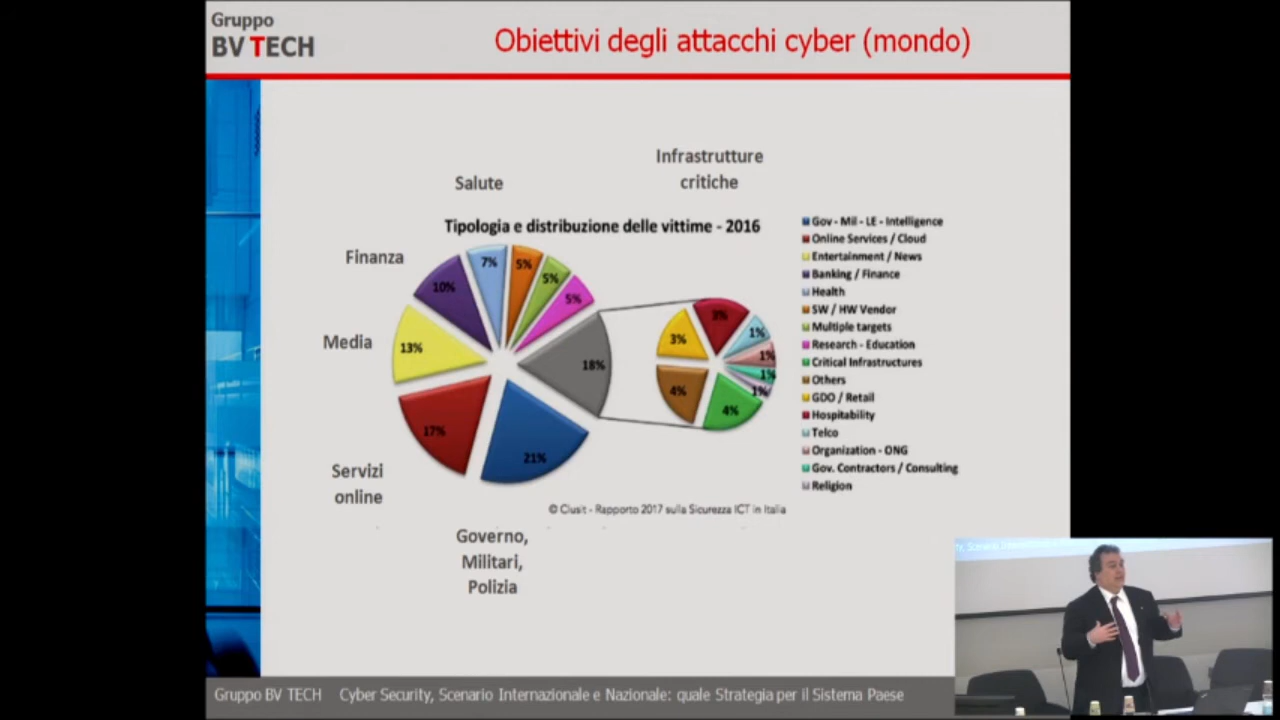 Gruppo
BV TECH
Obiettivi degli attacchi cyber (mondo)
Infrastrutture
critiche
Salute
Tipologia e distribuzione delle vittime - 2016
Finanza
Media
Servizi
online
Governo,
Militari,
Polizia
7%
5%
5%
5%
10%
13%
17%
21%
18%
3%
3%
1%
1%
1%
1%
4%
4%
Gov - Mil - LE - Intelligence
Online Services / Cloud
Entertainment / News
Banking / Finance
Health
SW / HW Vendor
Multiple targets
Research - Education
Critical Infrastructures
Others
GDO / Retail
Hospitability
Telco
Organization - ONG
Gov. Contractors / Consulting
Religion
© Clusit - Rapporto 2017 sulla Sicurezza ICT in Italia
Gruppo BV TECH Cyber Security, Scenario Internazionale e Nazionale: quale Strategia per il Sistema Paese